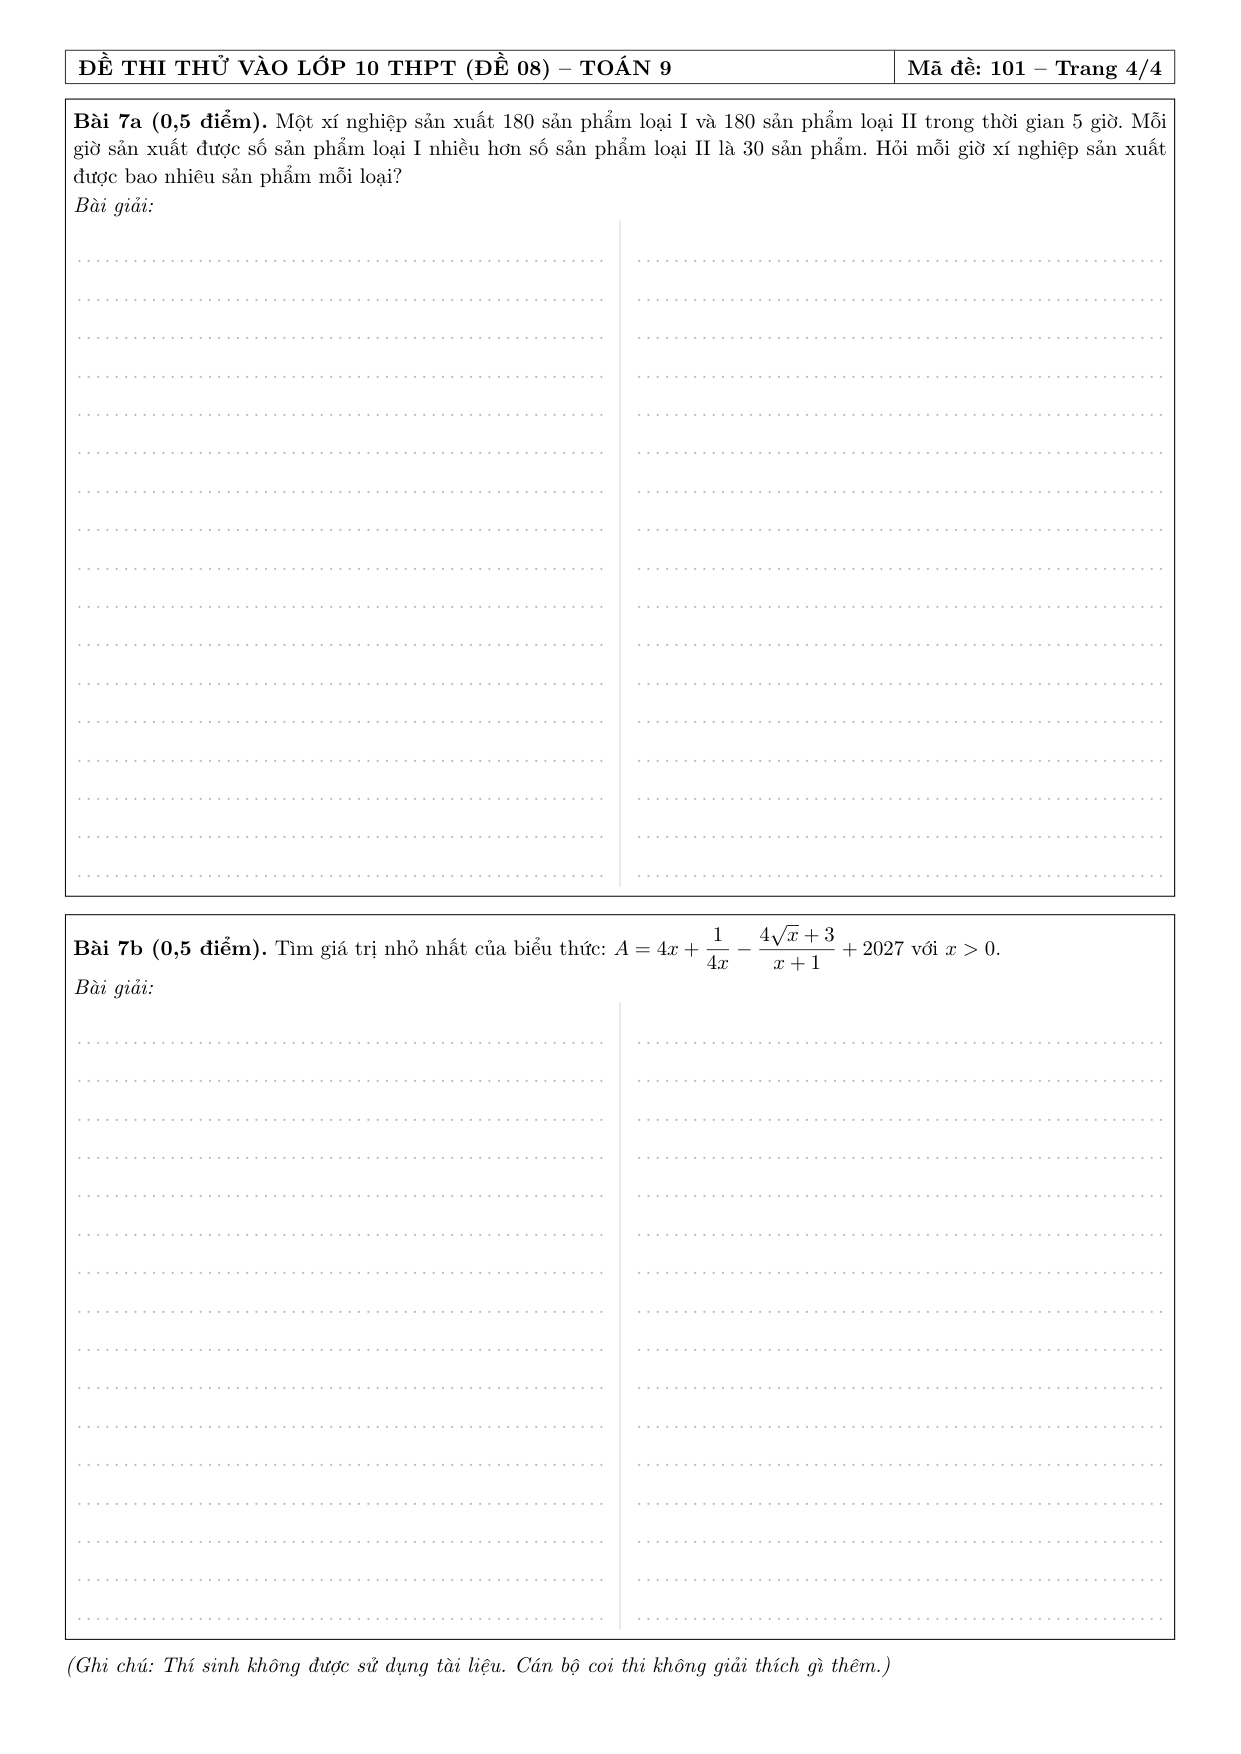 ĐỀ THI THỬ VÀO LỚP 10 THPT (ĐỀ 08) – TOÁN 9
Mã đề: 101 – Trang 4/4
Bài 7a (0,5 điểm). Một xí nghiệp sản xuất 180 sản phẩm loại I và 180 sản phẩm loại II trong thời gian 5 giờ. Mỗi
giờ sản xuất được số sản phẩm loại I nhiều hơn số sản phẩm loại II là 30 sản phẩm. Hỏi mỗi giờ xí nghiệp sản xuất
được bao nhiêu sản phẩm mỗi loại?
Bài giải:
Bài 7b (0,5 điểm). Tìm giá trị nhỏ nhất của biểu thức: $A = 4x + \frac{1}{4x} - \frac{4\sqrt{x} + 3}{x + 1} + 2027$ với $x > 0$.
Bài giải:
(Ghi chú: Thí sinh không được sử dụng tài liệu. Cán bộ coi thi không giải thích gì thêm.)